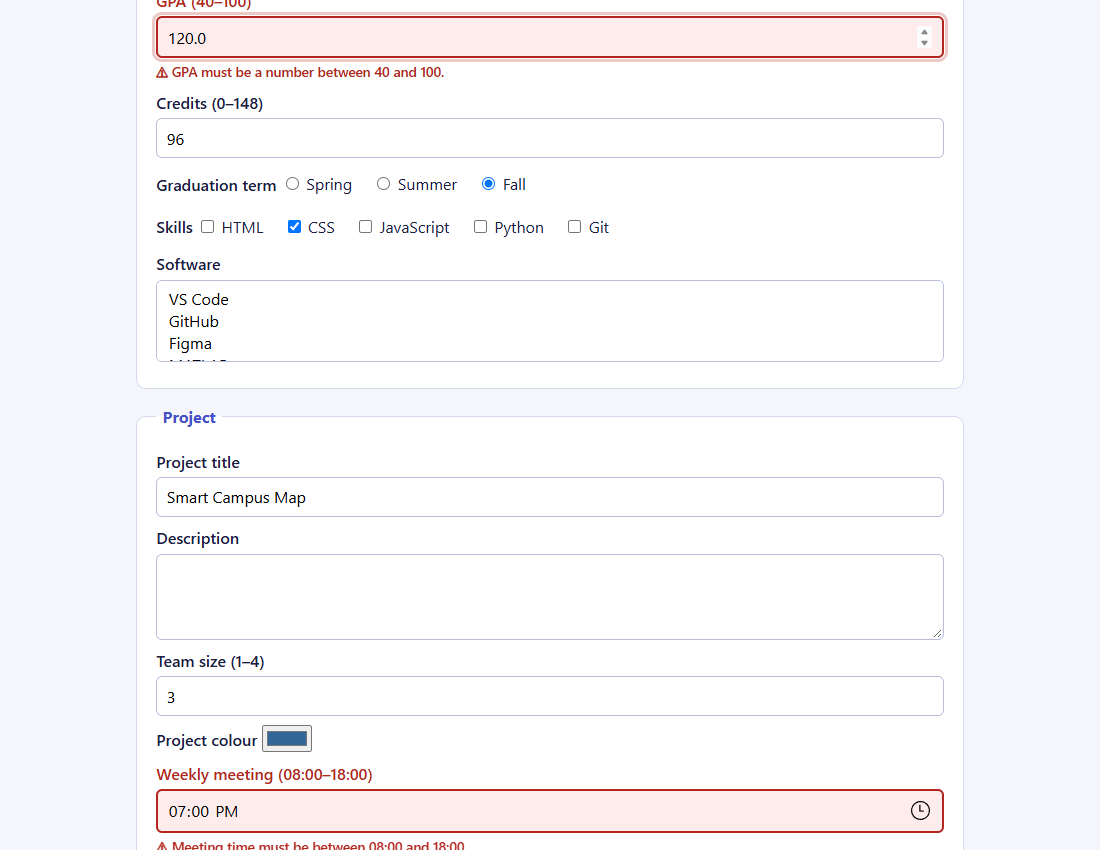 GPA (40–100)
120.0
⚠ GPA must be a number between 40 and 100.
Credits (0–148)
96
Graduation term Spring Summer Fall
Skills HTML CSS JavaScript Python Git
Software
VS Code
GitHub
Figma
Project
Project title
Smart Campus Map
Description
Team size (1–4)
3
Project colour
Weekly meeting (08:00–18:00)
07:00 PM
⚠ Meeting time must be between 08:00 and 18:00.